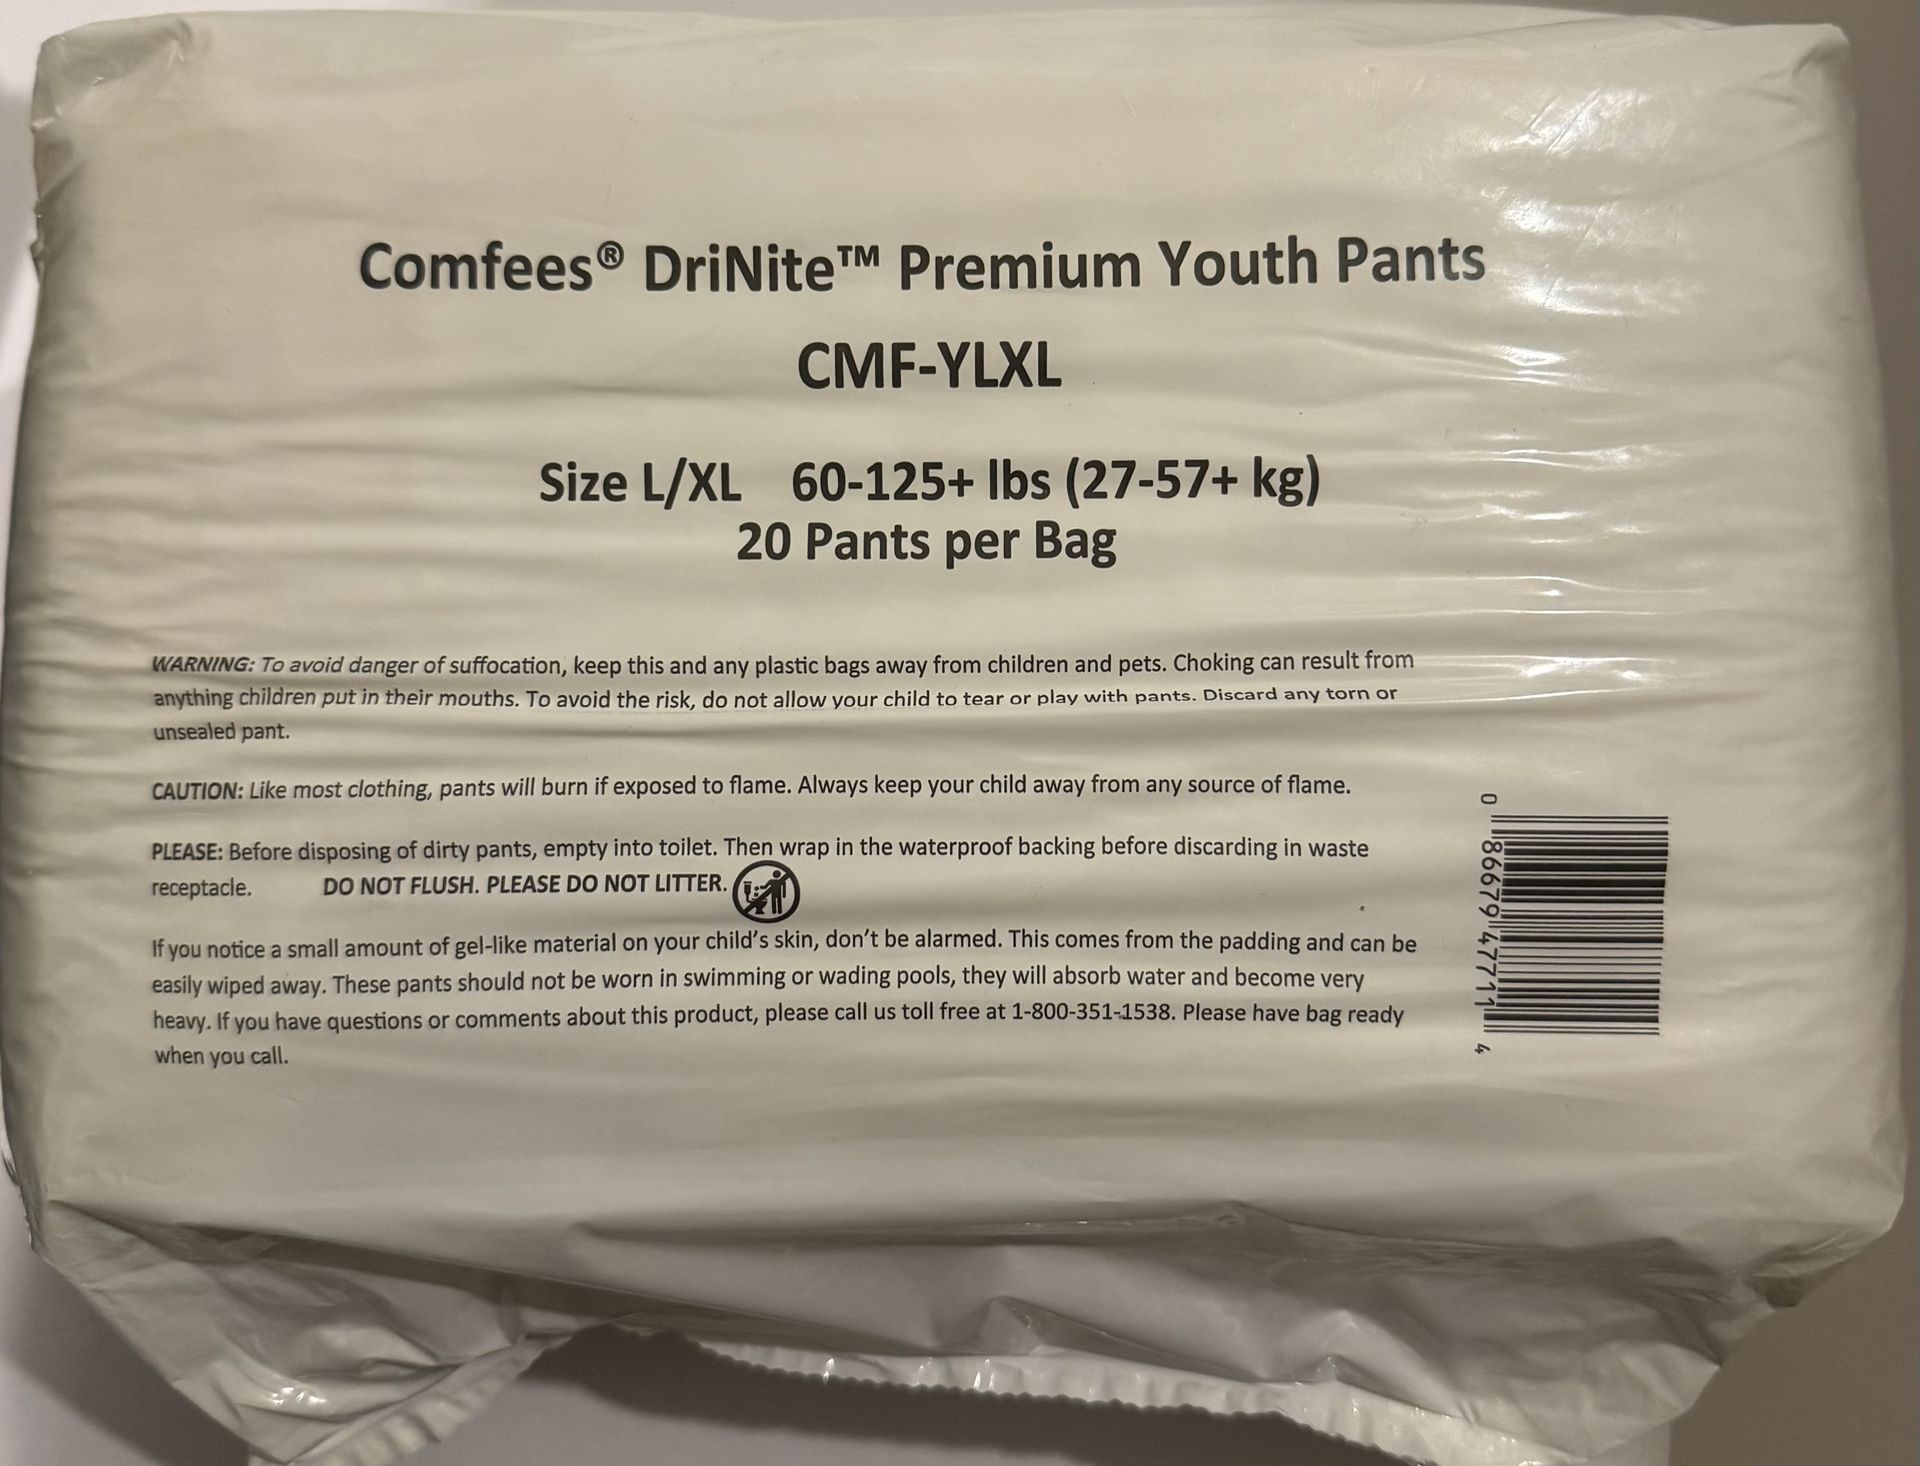 Comfees® DriNite™ Premium Youth Pants
CMF-YLXL
Size L/XL 60-125+ lbs (27-57+ kg)
20 Pants per Bag
WARNING: To avoid danger of suffocation, keep this and any plastic bags away from children and pets. Choking can result from
anything children put in their mouths. To avoid the risk, do not allow your child to tear or play with pants. Discard any torn or
unsealed pant.
CAUTION: Like most clothing, pants will burn if exposed to flame. Always keep your child away from any source of flame.
PLEASE: Before disposing of dirty pants, empty into toilet. Then wrap in the waterproof backing before discarding in waste
receptacle. DO NOT FLUSH. PLEASE DO NOT LITTER.
If you notice a small amount of gel-like material on your child's skin, don't be alarmed. This comes from the padding and can be
easily wiped away. These pants should not be worn in swimming or wading pools, they will absorb water and become very
heavy. If you have questions or comments about this product, please call us toll free at 1-800-351-1538. Please have bag ready
when you call.
0 86679 47711 4